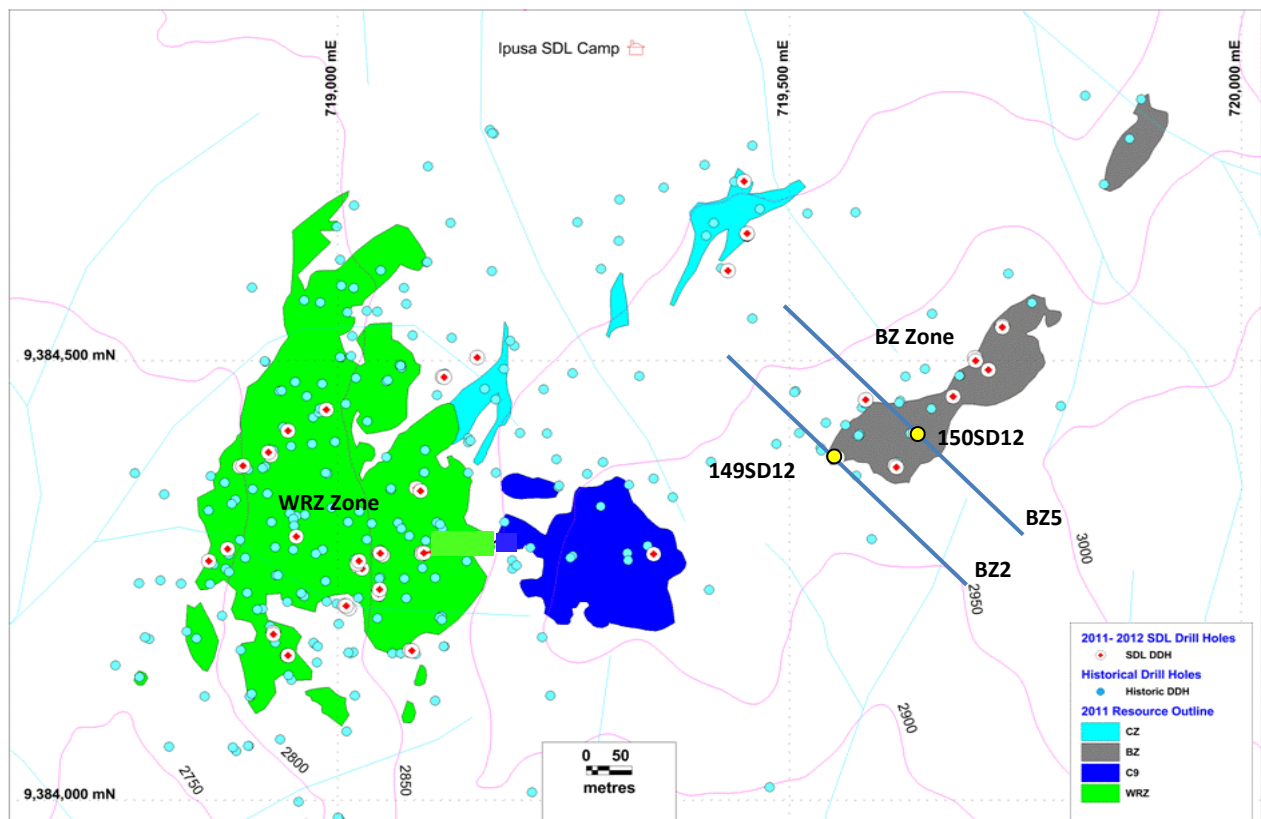 Ipusa SDL Camp
719,000 mE
719,500 mE
720,000 mE
9,384,500 mN
BZ Zone
150SD12
149SD12
WRZ Zone
BZ5
BZ2
3000
2950
2900
2850
2800
2750
9,384,000 mN
0 50
metres
2011- 2012 SDL Drill Holes
SDL DDH
Historical Drill Holes
Historic DDH
2011 Resource Outline
CZ
BZ
C9
WRZ